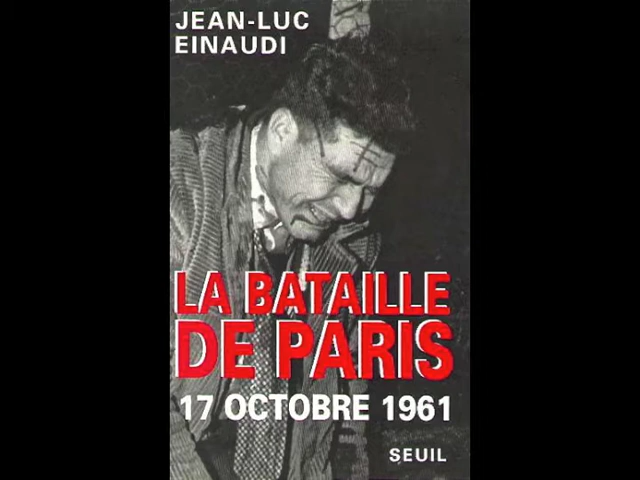 JEAN-LUC
EINAUDI
LA BATAILLE
DE PARIS
17 OCTOBRE 1961
SEUIL